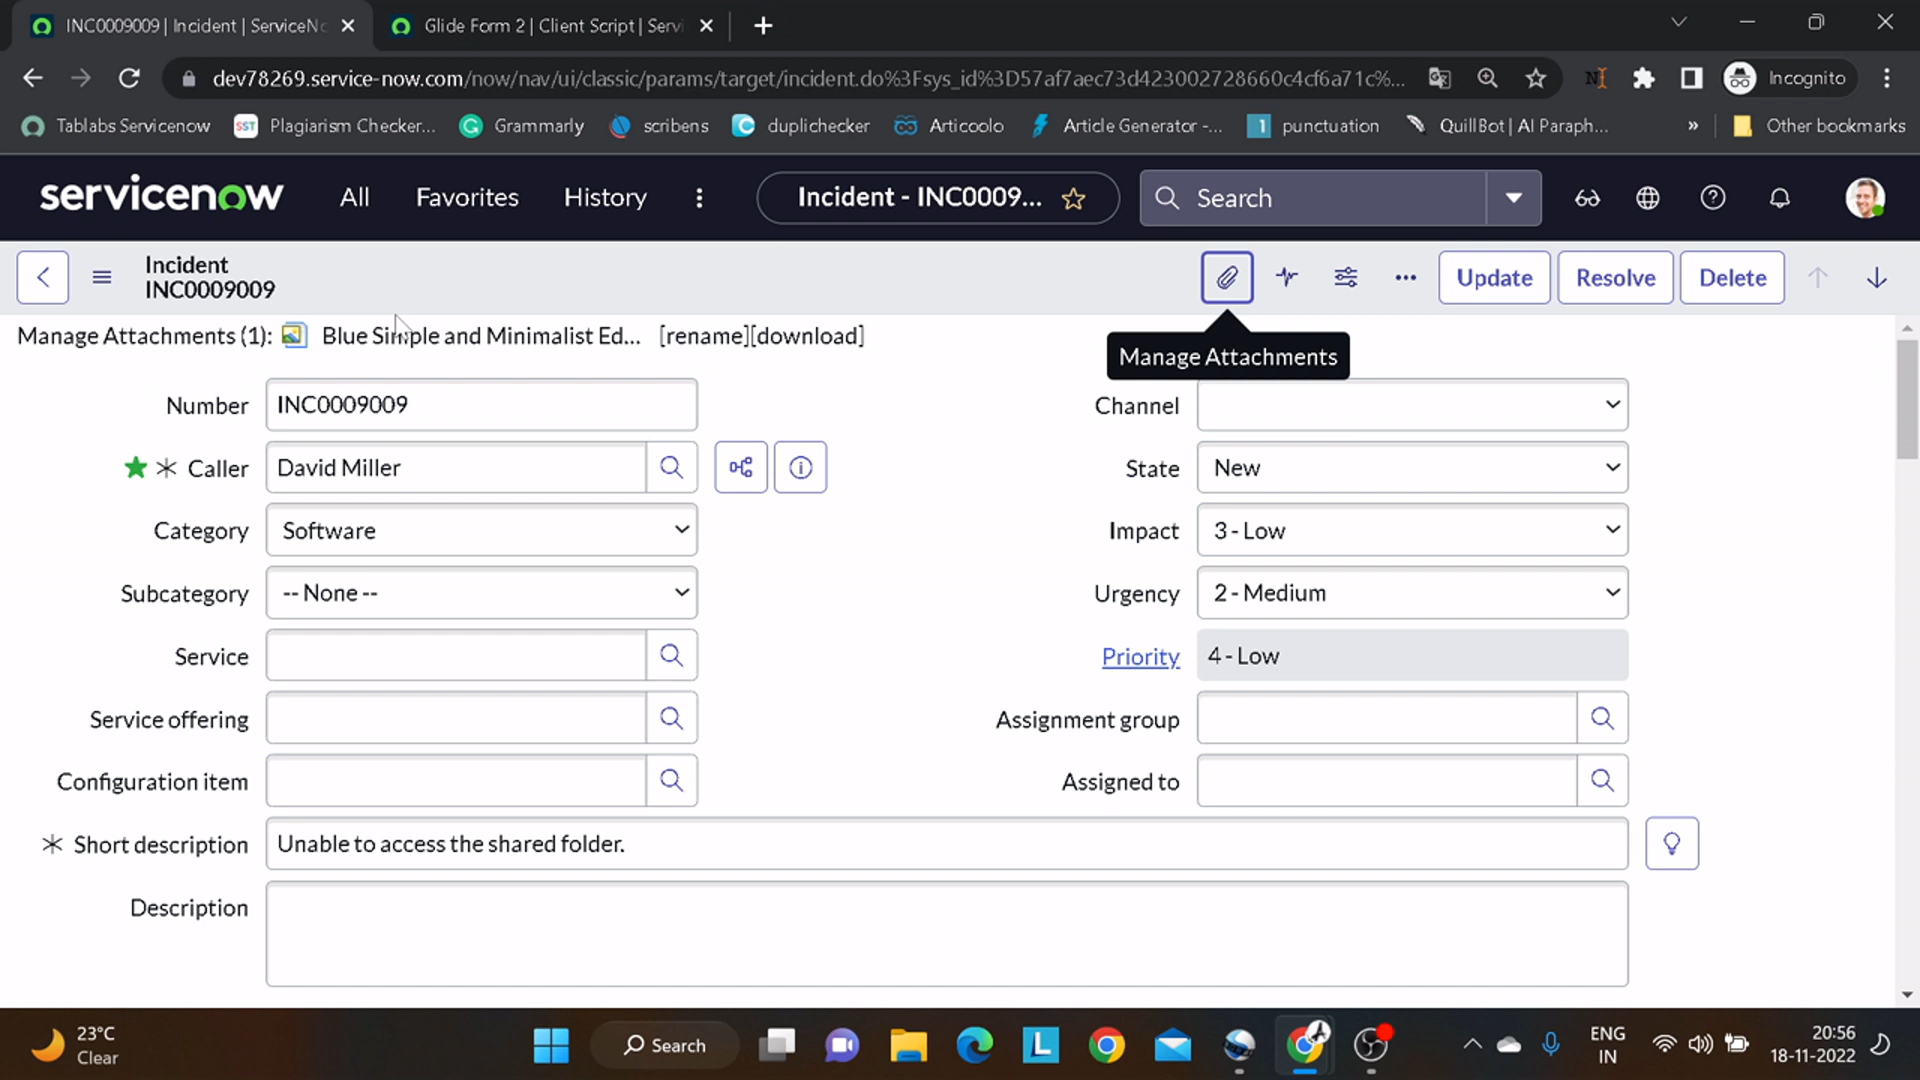 INC0009009 | Incident | ServiceNo
Glide Form 2 | Client Script | Servi
dev78269.service-now.com/now/nav/ui/classic/params/target/incident.do%3Fsys_id%3D57af7aec73d423002728660c4cf6a71c%...
Incognito
Tablabs Servicenow
SST Plagiarism Checker...
Grammarly
scribens
duplichecker
Articoolo
Article Generator -...
1 punctuation
QuillBot | AI Paraph...
»
Other bookmarks
servicenow
All
Favorites
History
Incident - INC0009...
Search
Incident
INC0009009
Update
Resolve
Delete
Manage Attachments (1): Blue Simple and Minimalist Ed... [rename][download]
Manage Attachments
Number INC0009009
Channel
Caller David Miller
State New
Category Software
Impact 3 - Low
Subcategory -- None --
Urgency 2 - Medium
Service
Priority 4 - Low
Service offering
Assignment group
Configuration item
Assigned to
Short description Unable to access the shared folder.
Description
23°C
Clear
Search
L
ENG
IN
20:56
18-11-2022